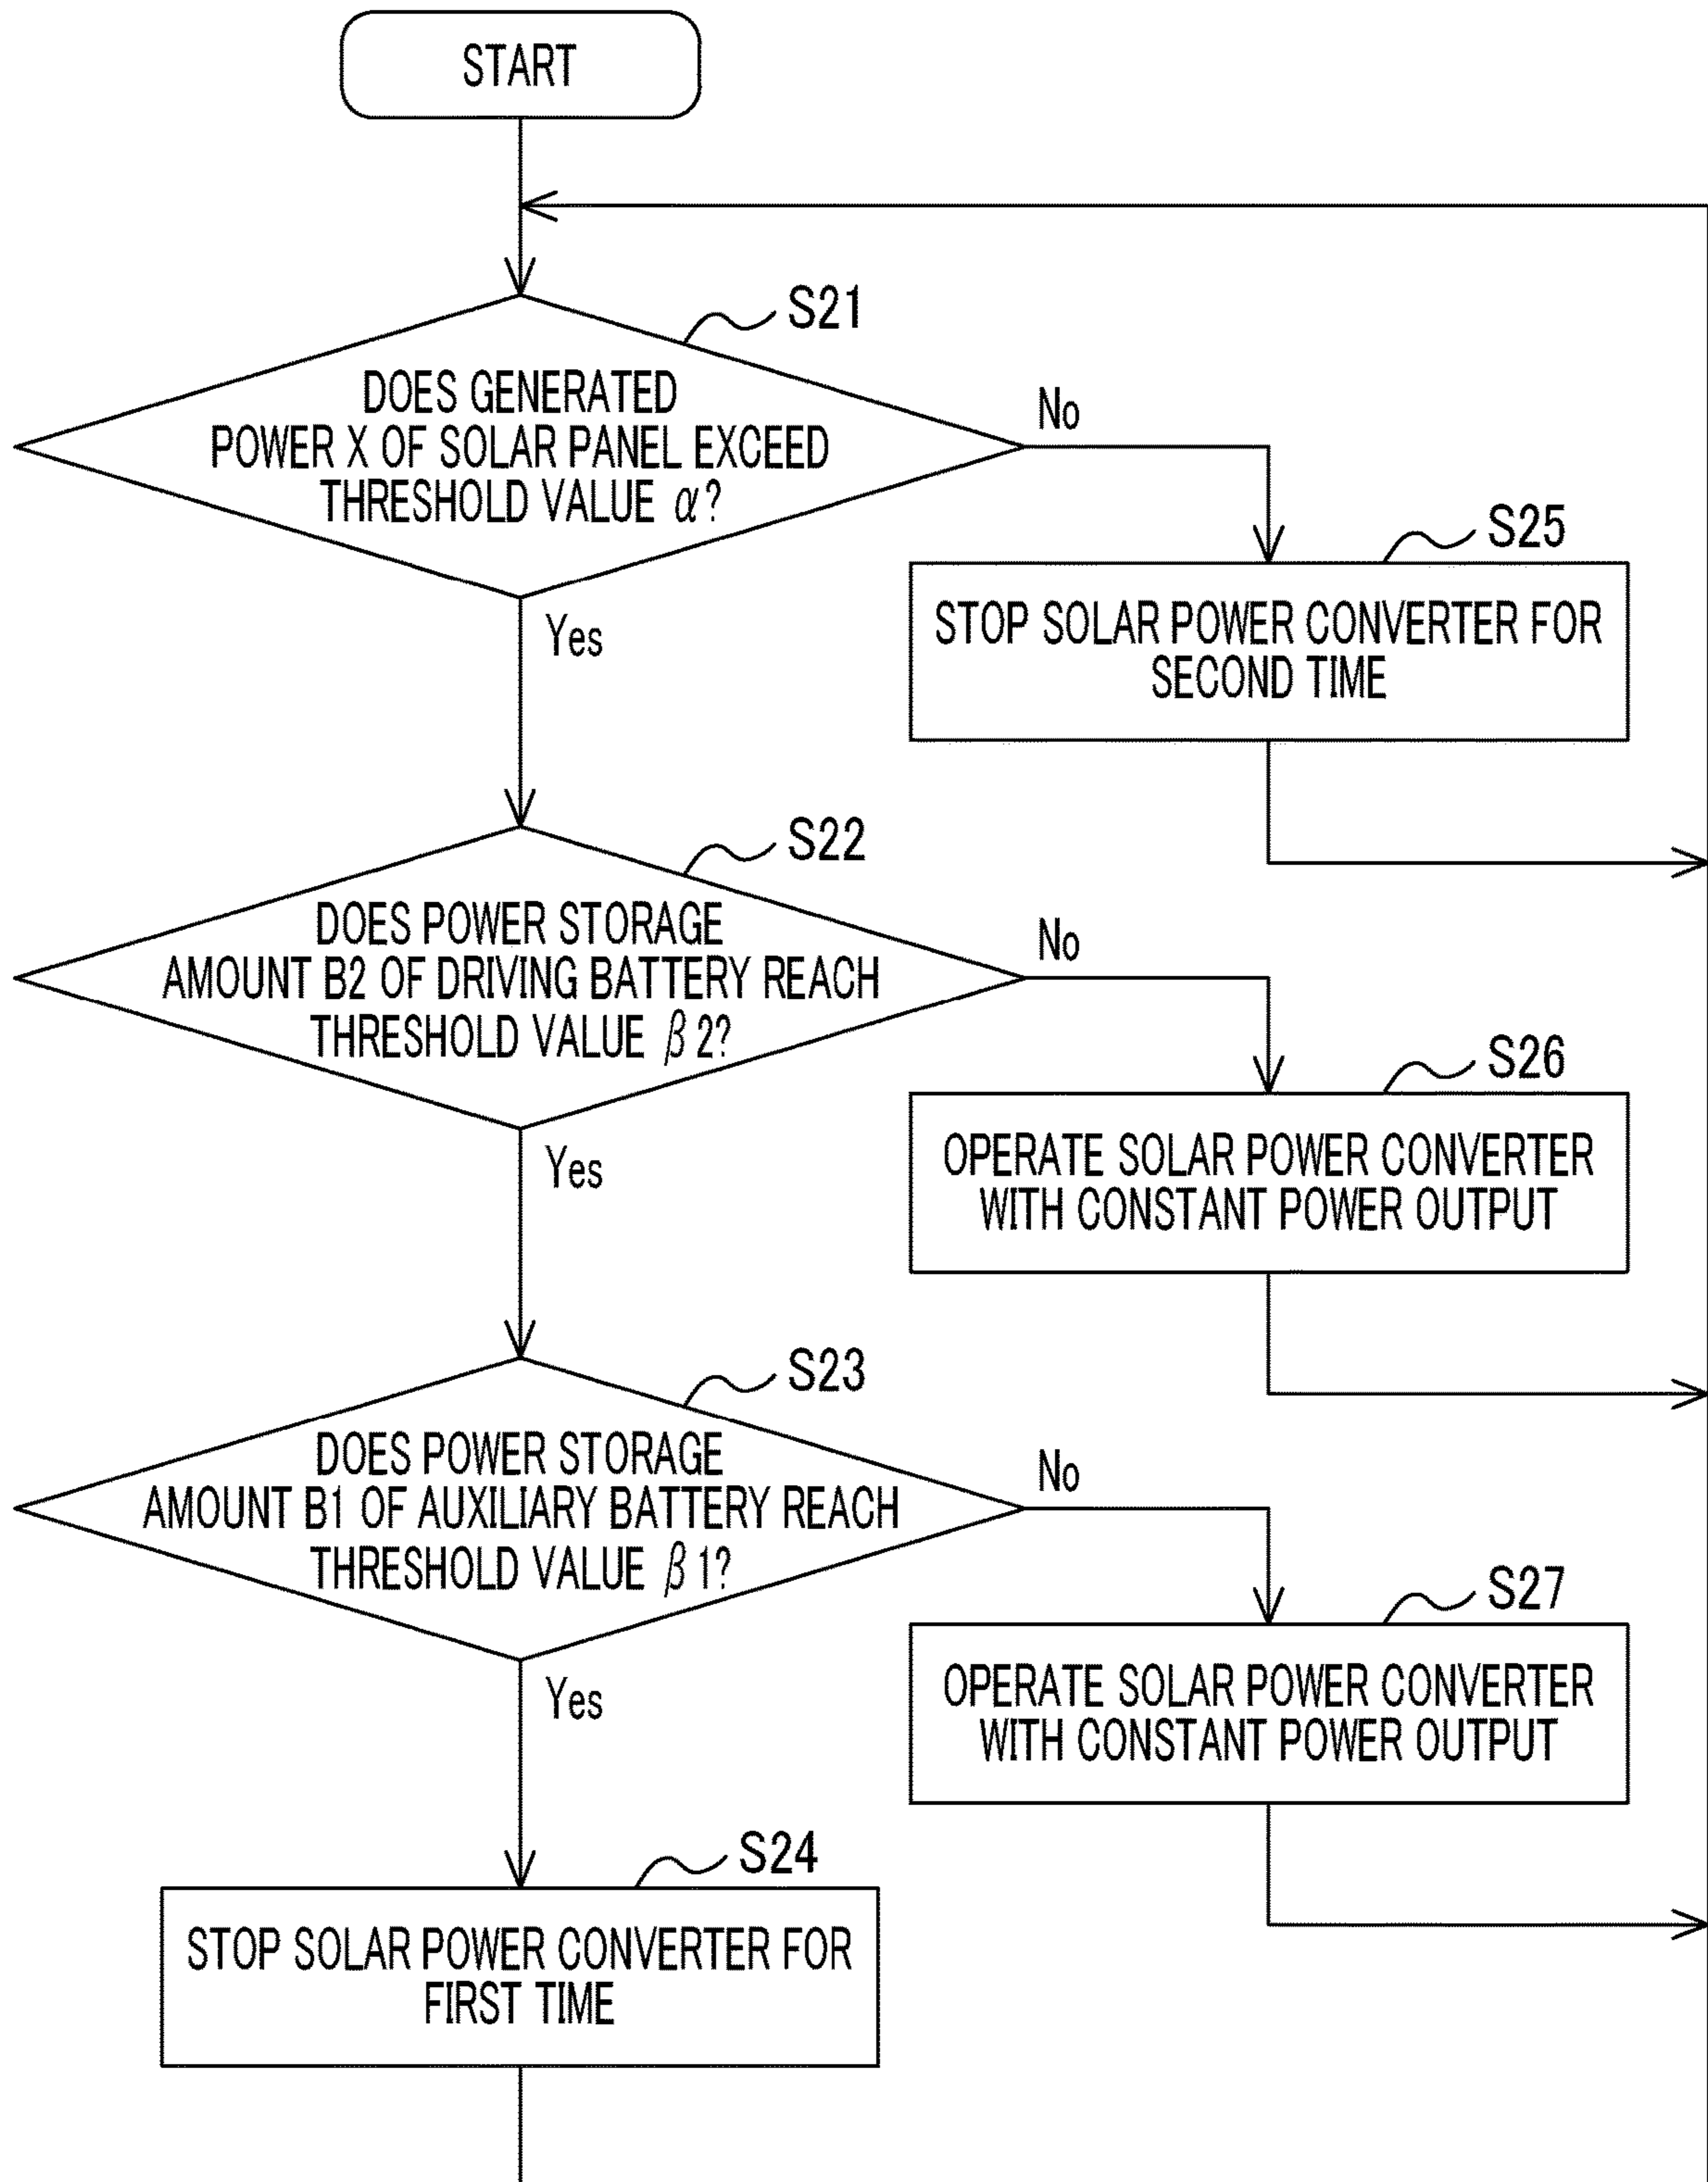 START
S21
DOES GENERATED
POWER X OF SOLAR PANEL EXCEED
THRESHOLD VALUE α?
No
Yes
S25
STOP SOLAR POWER CONVERTER FOR
SECOND TIME
S22
DOES POWER STORAGE
AMOUNT B2 OF DRIVING BATTERY REACH
THRESHOLD VALUE β2?
No
Yes
S26
OPERATE SOLAR POWER CONVERTER
WITH CONSTANT POWER OUTPUT
S23
DOES POWER STORAGE
AMOUNT B1 OF AUXILIARY BATTERY REACH
THRESHOLD VALUE β1?
No
Yes
S27
OPERATE SOLAR POWER CONVERTER
WITH CONSTANT POWER OUTPUT
S24
STOP SOLAR POWER CONVERTER FOR
FIRST TIME